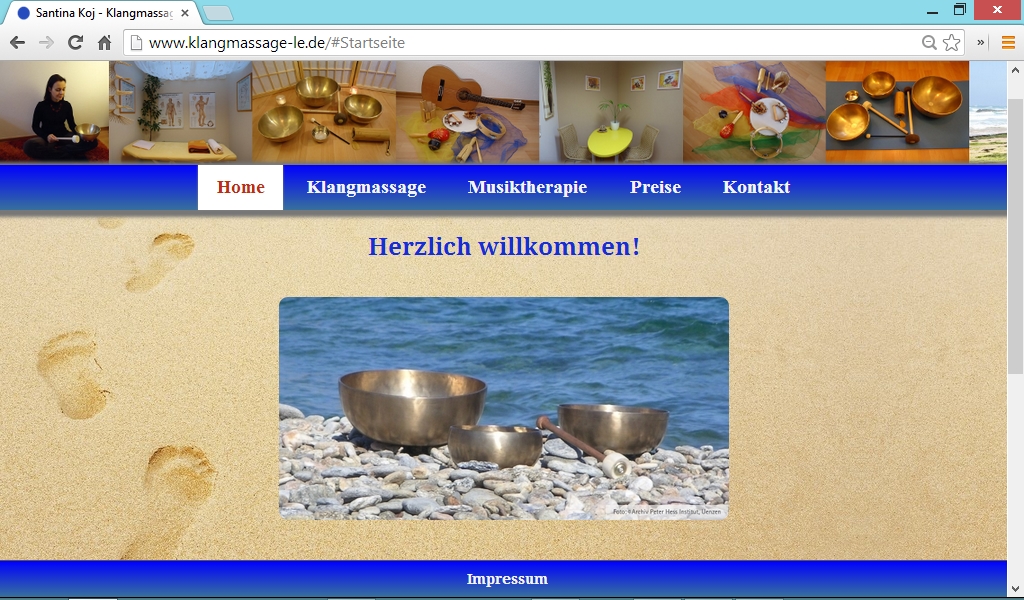 Santina Koj - Klangmassag
www.klangmassage-le.de/#Startseite
Home Klangmassage Musiktherapie Preise Kontakt
Herzlich willkommen!
Foto: ©Archiv Peter Hess Institut, Uenzen
Impressum